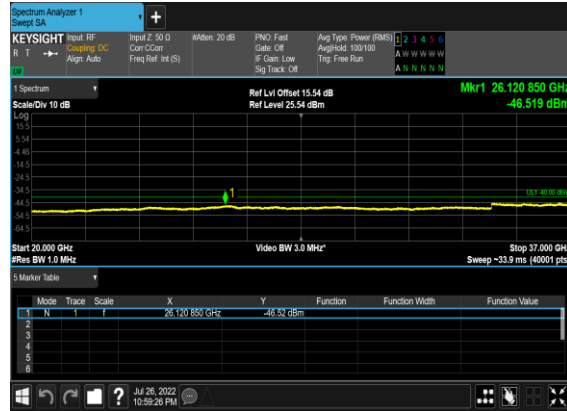 Spectrum Analyzer 1
Swept SA
+
KEYSIGHT
R T
Input: RF
Coupling: DC
Align: Auto
Input Z: 50 Ω
Corr CCorr
Freq Ref: Int (S)
#Atten: 20 dB
PNO: Fast
Gate: Off
IF Gain: Low
Sig Track: Off
Avg Type: Power (RMS)
Avg|Hold: 100/100
Trig: Free Run
1 2 3 4 5 6
A W W W W W
A N N N N N
1 Spectrum
Scale/Div 10 dB
Ref Lvl Offset 15.54 dB
Ref Level 25.54 dBm
Mkr1 26.120 850 GHz
-46.519 dBm
Log
15.5
5.54
-4.46
-14.5
-24.5
-34.5
-44.5
-54.5
-64.5
1
DL1 -40.00 dBm
Start 20.000 GHz
#Res BW 1.0 MHz
Video BW 3.0 MHz*
Stop 37.000 GHz
Sweep ~33.9 ms (40001 pts)
5 Marker Table
Mode Trace Scale X Y Function Function Width Function Value
1 N 1 f 26.120 850 GHz -46.52 dBm
2
3
4
5
6
?
Jul 26, 2022
10:59:26 PM